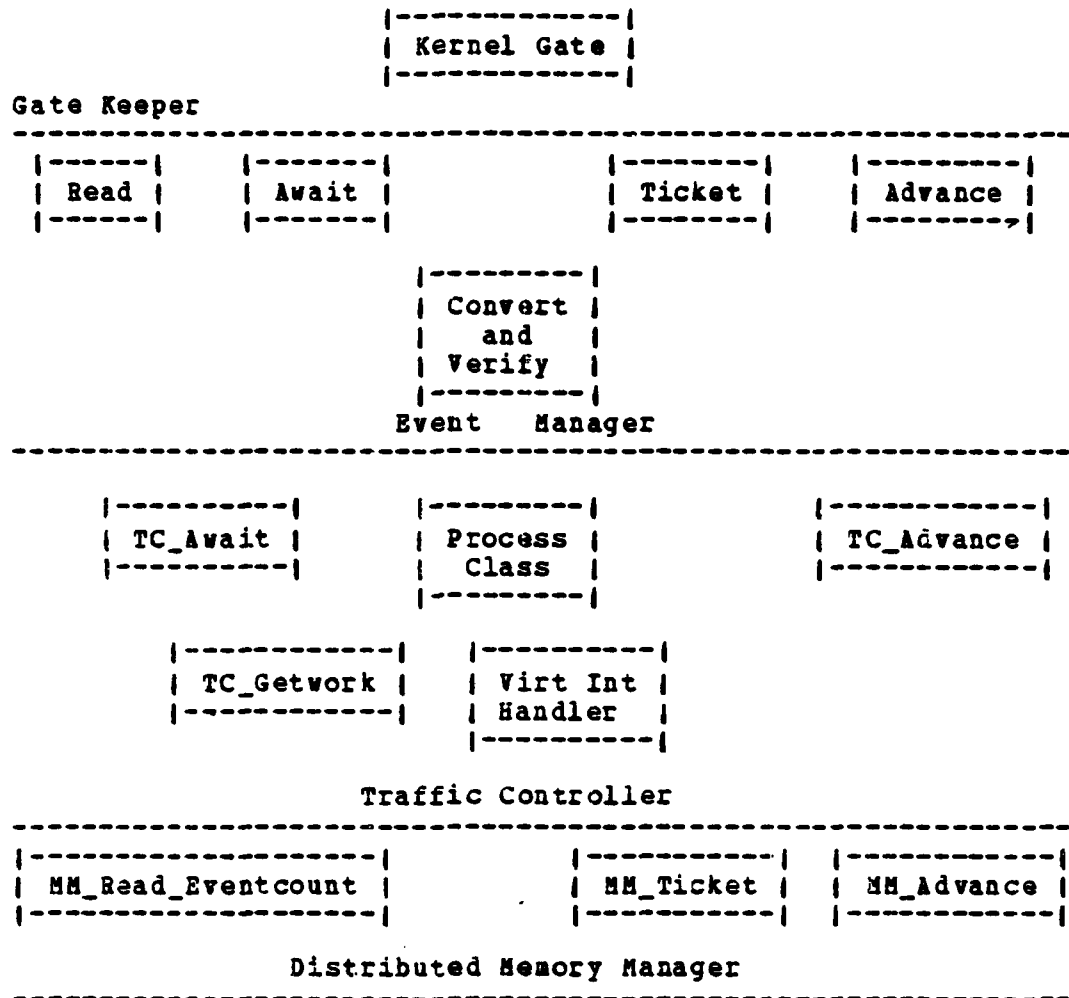 Kernel Gate
Gate Keeper
Read Await Ticket Advance
Convert
and
Verify
Event Manager
TC_Await Process TC_Advance
Class
TC_Getwork Virt Int
Handler
Traffic Controller
MM_Read_Eventcount MM_Ticket MM_Advance
Distributed Memory Manager